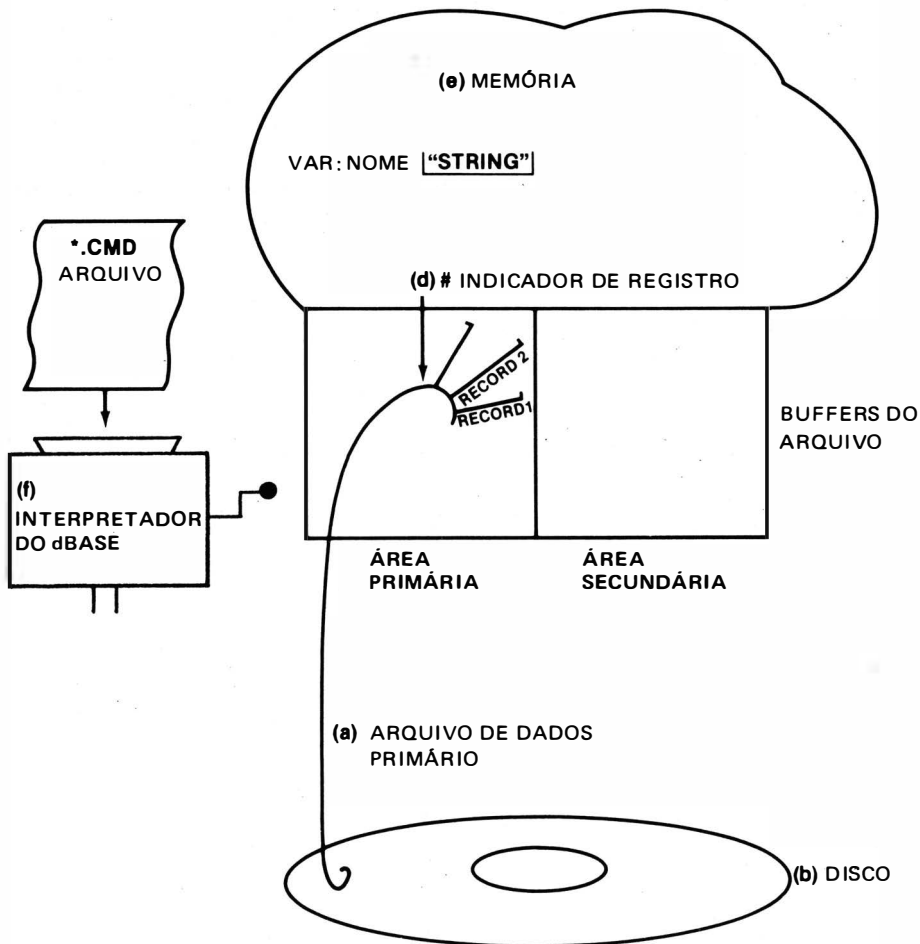 (e) MEMÓRIA
VAR: NOME "STRING"
*.CMD
ARQUIVO
(d) # INDICADOR DE REGISTRO
RECORD 2
RECORD1
BUFFERS DO
ARQUIVO
(f)
INTERPRETADOR
DO dBASE
ÁREA
PRIMÁRIA
ÁREA
SECUNDÁRIA
(a) ARQUIVO DE DADOS
PRIMÁRIO
(b) DISCO